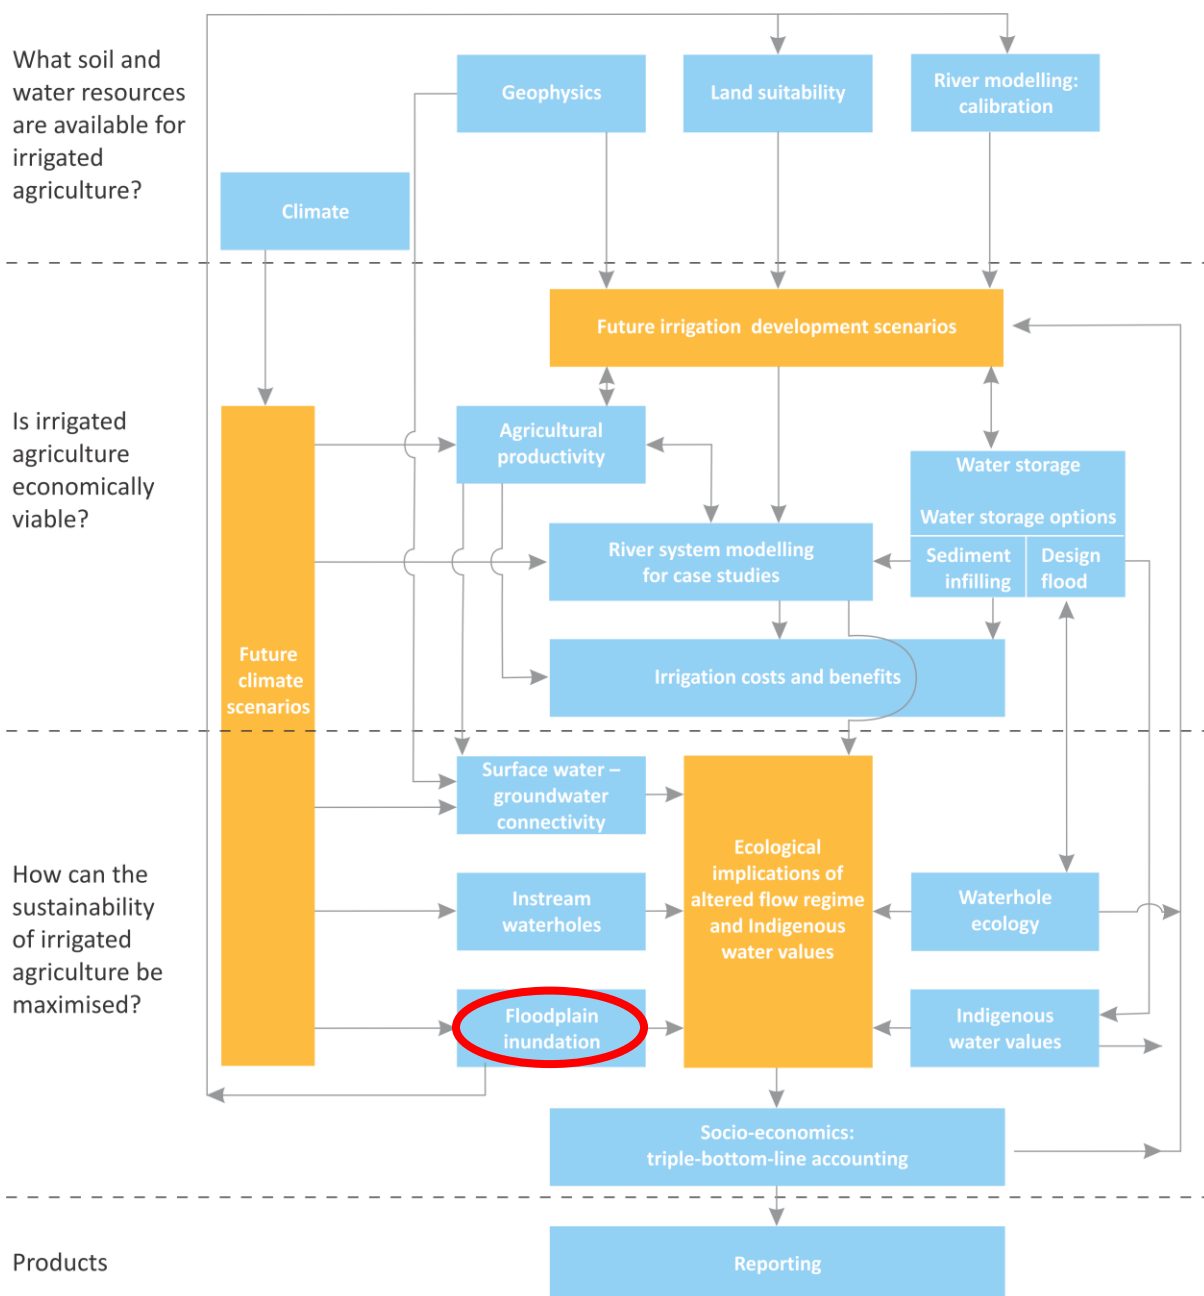 What soil and
water resources
are available for
irrigated
agriculture?
Geophysics
Land suitability
River modelling:
calibration
Climate
Future irrigation development scenarios
Is irrigated
agriculture
economically
viable?
Agricultural
productivity
Water storage
Water storage options
Sediment
infilling
Design
flood
River system modelling
for case studies
Irrigation costs and benefits
Future
climate
scenarios
How can the
sustainability
of irrigated
agriculture be
maximised?
Surface water –
groundwater
connectivity
Instream
waterholes
Floodplain
inundation
Ecological
implications of
altered flow regime
and Indigenous
water values
Waterhole
ecology
Indigenous
water values
Socio-economics:
triple-bottom-line accounting
Products
Reporting